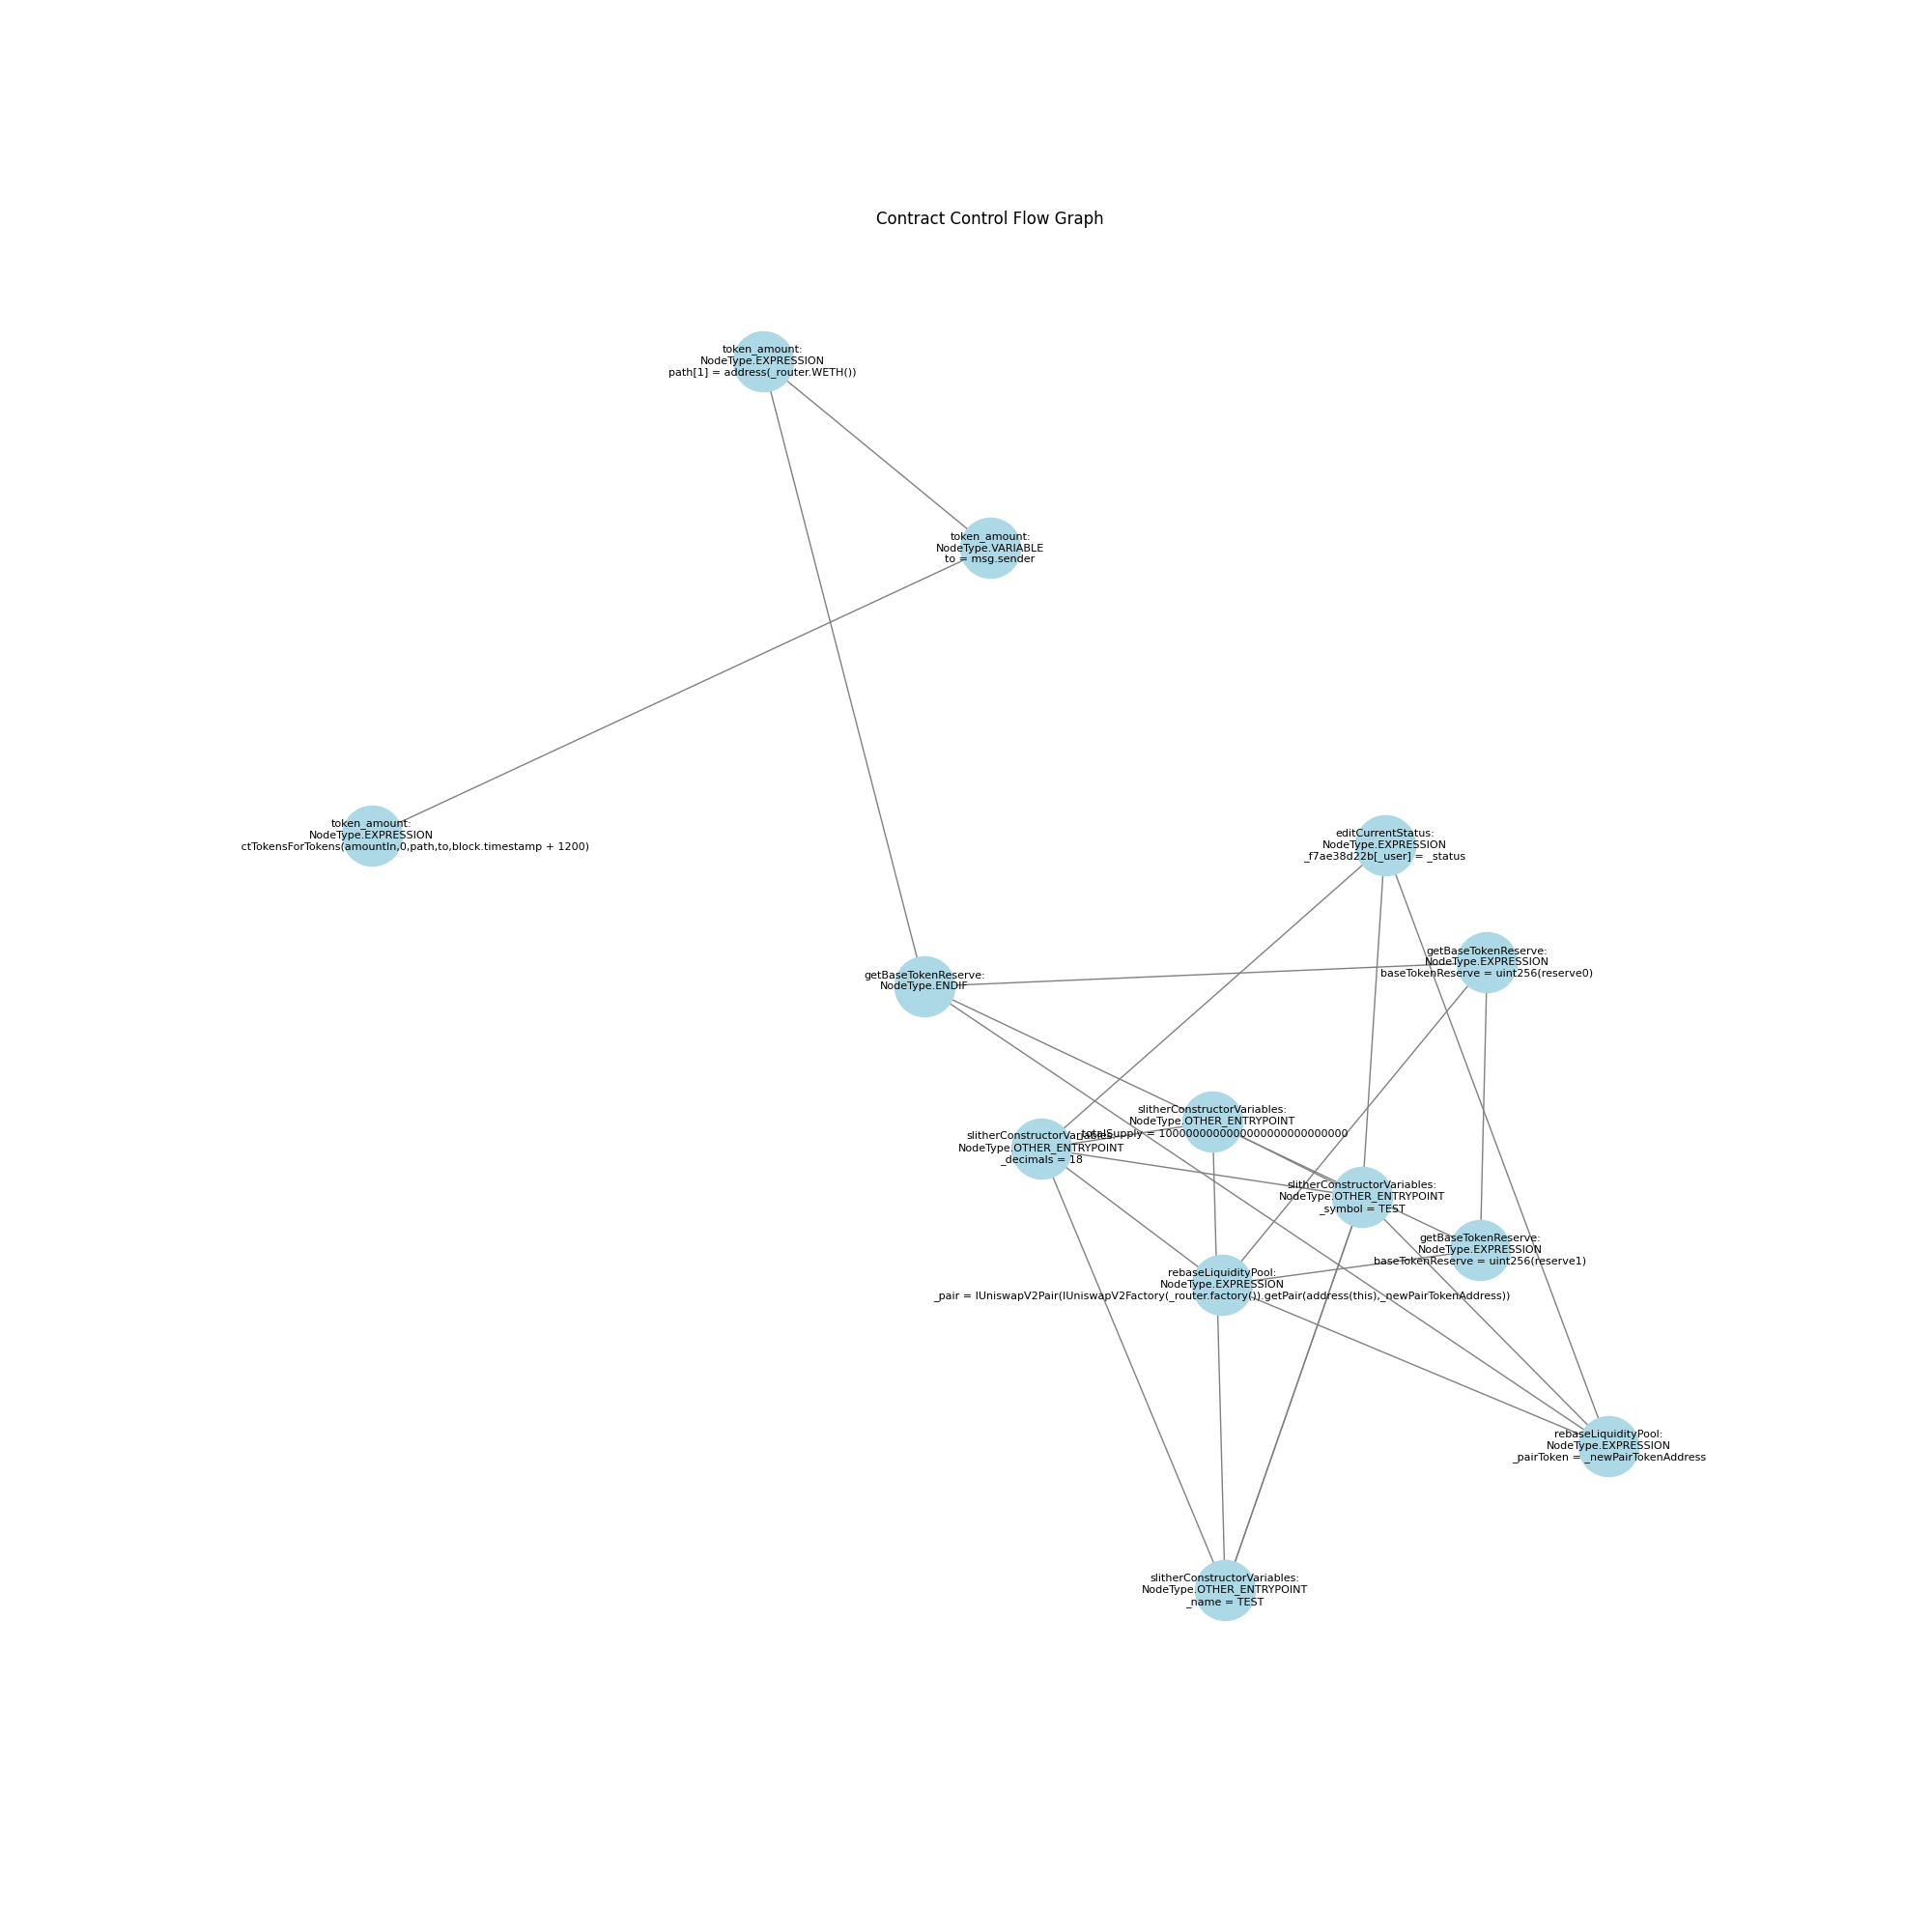 Contract Control Flow Graph
token_amount:
NodeType.EXPRESSION
path[1] = address(_router.WETH())
token_amount:
NodeType.VARIABLE
to = msg.sender
token_amount:
NodeType.EXPRESSION
ctTokensForTokens(amountIn,0,path,to,block.timestamp + 1200)
editCurrentStatus:
NodeType.EXPRESSION
_f7ae38d22b[_user] = _status
getBaseTokenReserve:
NodeType.EXPRESSION
baseTokenReserve = uint256(reserve0)
getBaseTokenReserve:
NodeType.ENDIF
slitherConstructorVariables:
NodeType.OTHER_ENTRYPOINT
slitherConstructorVariables:
NodeType.OTHER_ENTRYPOINT
_decimals = 18
slitherConstructorVariables:
NodeType.OTHER_ENTRYPOINT
_symbol = TEST
getBaseTokenReserve:
NodeType.EXPRESSION
baseTokenReserve = uint256(reserve1)
rebaseLiquidityPool:
NodeType.EXPRESSION
_pair = IUniswapV2Pair(IUniswapV2Factory(_router.factory()).getPair(address(this),_newPairTokenAddress))
rebaseLiquidityPool:
NodeType.EXPRESSION
_pairToken = _newPairTokenAddress
slitherConstructorVariables:
NodeType.OTHER_ENTRYPOINT
_name = TEST